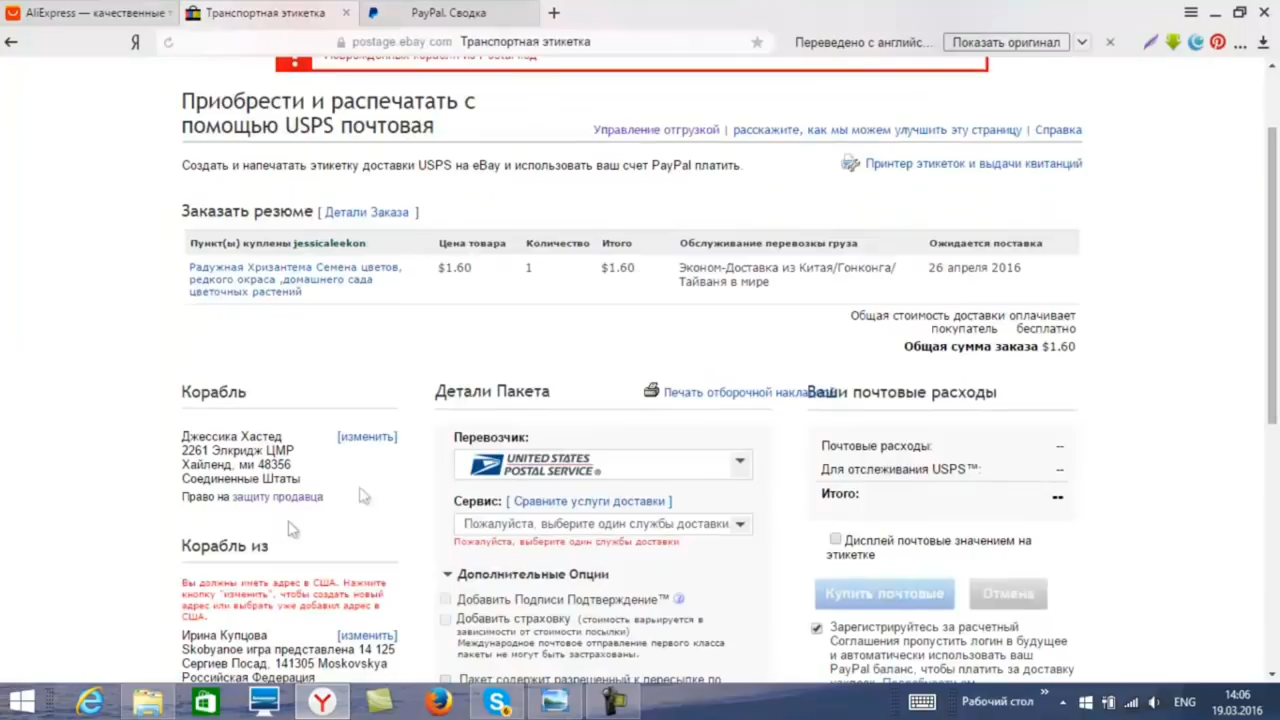 AliExpress — качественные т
Транспортная этикетка
PayPal. Сводка
postage.ebay.com Транспортная этикетка
Переведено с английс...
Показать оригинал
Приобрести и распечатать с
помощью USPS почтовая
Управление отгрузкой | расскажите, как мы можем улучшить эту страницу | Справка
Создать и напечатать этикетку доставки USPS на eBay и использовать ваш счет PayPal платить.
Принтер этикеток и выдачи квитанций
Заказать резюме [ Детали Заказа ]
Пункт(ы) куплены jessicaleekon Цена товара Количество Итого Обслуживание перевозки груза Ожидается поставка
Радужная Хризантема Семена цветов, $1.60 1 $1.60 Эконом-Доставка из Китая/Гонконга/ 26 апреля 2016
редкого окраса ,домашнего сада Тайваня в мире
цветочных растений
Общая стоимость доставки оплачивает
покупатель бесплатно
Общая сумма заказа $1.60
Корабль
Джессика Хастед [изменить]
2261 Элкридж ЦМР
Хайленд, ми 48356
Соединенные Штаты
Право на защиту продавца
Корабль из
Вы должны иметь адрес в США. Нажмите
кнопку "изменить", чтобы создать новый
адрес или выбрать уже добавил адрес в
США.
Ирина Купцова [изменить]
Skobyanoe игра представлена 14 125
Сергиев Посад, 141305 Moskovskya
Российская Федерация
Детали Пакета
Печать отборочной
Перевозчик:
UNITED STATES
POSTAL SERVICE ®
Сервис: [ Сравните услуги доставки ]
Пожалуйста, выберите один службы доставки.
Пожалуйста, выберите один службы доставки
Дополнительные Опции
Добавить Подписи Подтверждение™
Добавить страховку (стоимость варьируется в
зависимости от стоимости посылки)
Международное почтовое отправление первого класса
пакеты не могут быть застрахованы.
Пакет содержит разрешенный к пересылке по
Ваши почтовые расходы
Почтовые расходы: --
Для отслеживания USPS™: --
Итого: --
Дисплей почтовые значением на
этикетке
Купить почтовые
Отмена
Зарегистрируйтесь за расчетный
Соглашения пропустить логин в будущее
и автоматически использовать ваш
PayPal баланс, чтобы платить за доставку
Рабочий стол
ENG
14:06
19.03.2016